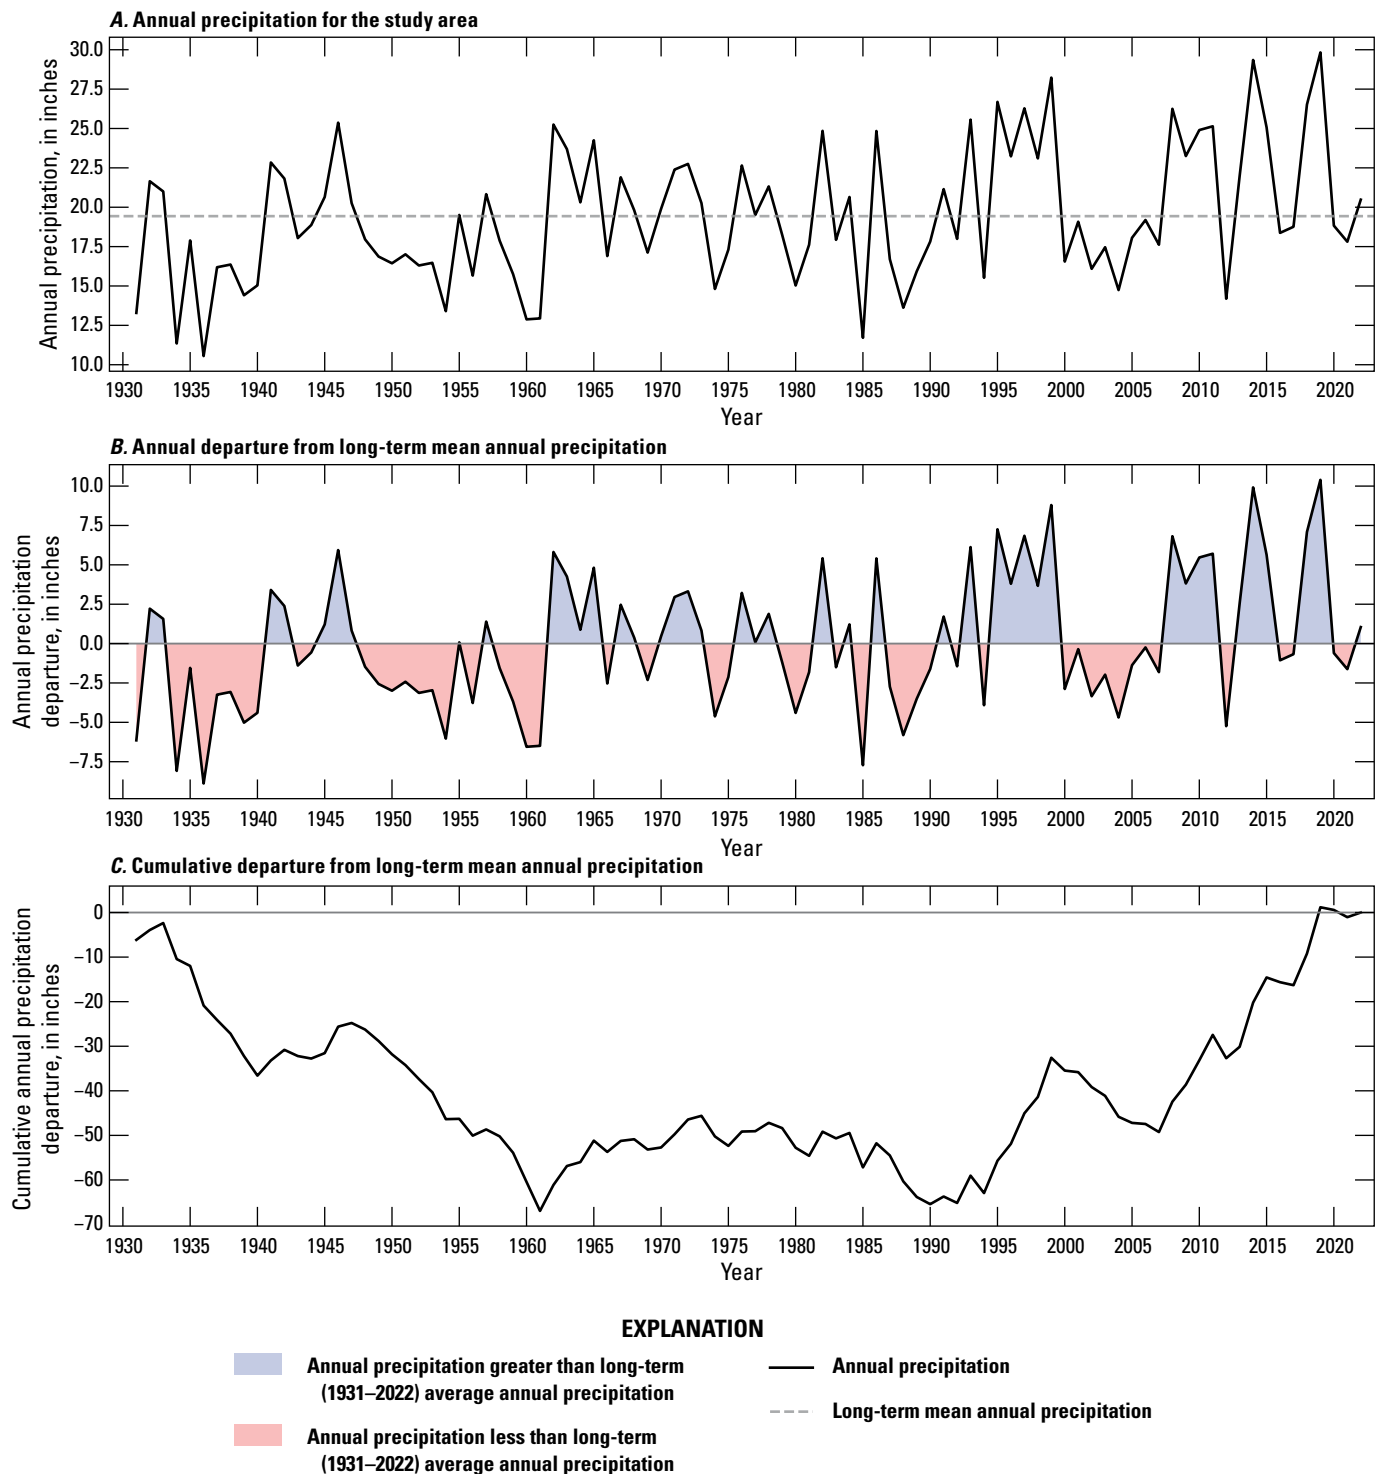 A. Annual precipitation for the study area
Annual precipitation, in inches
30.0
27.5
25.0
22.5
20.0
17.5
15.0
12.5
10.0
1930 1935 1940 1945 1950 1955 1960 1965 1970 1975 1980 1985 1990 1995 2000 2005 2010 2015 2020
Year
B. Annual departure from long-term mean annual precipitation
Annual precipitation
departure, in inches
10.0
7.5
5.0
2.5
0.0
−2.5
−5.0
−7.5
1930 1935 1940 1945 1950 1955 1960 1965 1970 1975 1980 1985 1990 1995 2000 2005 2010 2015 2020
Year
C. Cumulative departure from long-term mean annual precipitation
Cumulative annual precipitation
departure, in inches
0
−10
−20
−30
−40
−50
−60
−70
1930 1935 1940 1945 1950 1955 1960 1965 1970 1975 1980 1985 1990 1995 2000 2005 2010 2015 2020
Year
EXPLANATION
Annual precipitation greater than long-term
(1931–2022) average annual precipitation
Annual precipitation less than long-term
(1931–2022) average annual precipitation
Annual precipitation
Long-term mean annual precipitation